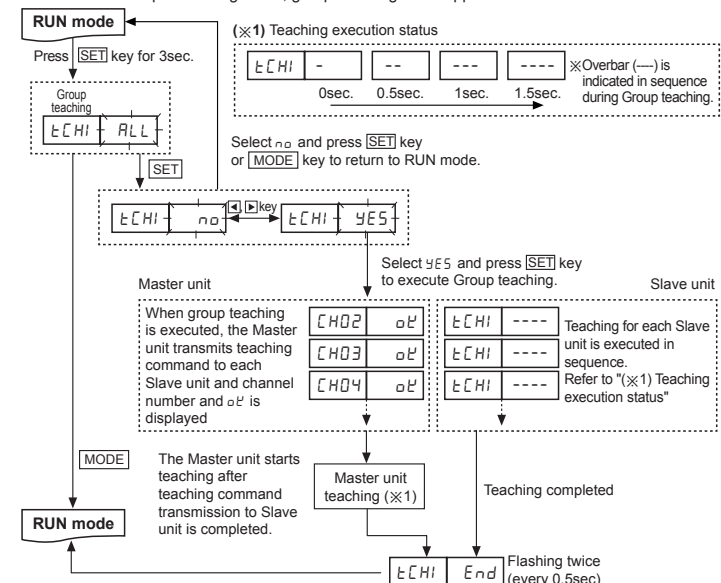 RUN mode
(※1) Teaching execution status
Press SET key for 3sec.
tCH1 - -- --- ----
0sec. 0.5sec. 1sec. 1.5sec.
※Overbar (----) is
indicated in sequence
during Group teaching.
Group
teaching
tCH1 ALL
SET
Select no and press SET key
or MODE key to return to RUN mode.
tCH1 no ◀, ▶ key tCH1 YES
Select YES and press SET key
to execute Group teaching.
Master unit
Slave unit
When group teaching
is executed, the Master
unit transmits teaching
command to each
Slave unit and channel
number and oK is
displayed
CH02 oK
CH03 oK
CH04 oK
tCH1 ----
tCH1 ----
tCH1 ----
Teaching for each Slave
unit is executed in
sequence.
Refer to "(※1) Teaching
execution status"
MODE
The Master unit starts
teaching after
teaching command
transmission to Slave
unit is completed.
Master unit
teaching (※1)
Teaching completed
RUN mode
tCH1 End
Flashing twice
(every 0.5sec)